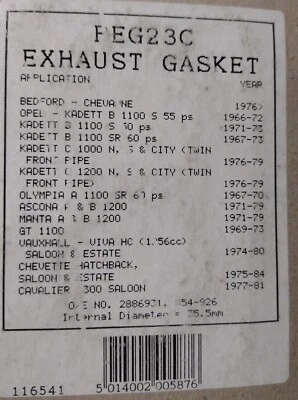 PEG23C
EXHAUST GASKET
APPLICATION YEAR
BEDFORD - CHEVANNE 1976>
OPEL - KADETT B 1100 S 55 ps 1966-72
KADETT B 1100 S 60 ps 1971-73
KADETT B 1100 SR 60 ps 1967-73
KADETT C 1000 N, S & CITY (TWIN
FRONT PIPE) 1976-79
KADETT C 1200 N, S & CITY (TWIN
FRONT PIPE) 1976-79
OLYMPIA A 1100 SR 60 ps 1967-70
ASCONA A & B 1200 1971-79
MANTA A & B 1200 1971-79
GT 1100 1969-73
VAUXHALL - VIVA HC (1256cc)
SALOON & ESTATE 1974-80
CHEVETTE HATCHBACK,
SALOON & ESTATE 1975-84
CAVALIER 1300 SALOON 1977-81
O/E NO. 2886931, 854-926
Internal Diameter = 35.5mm
116541 5 014002 005876